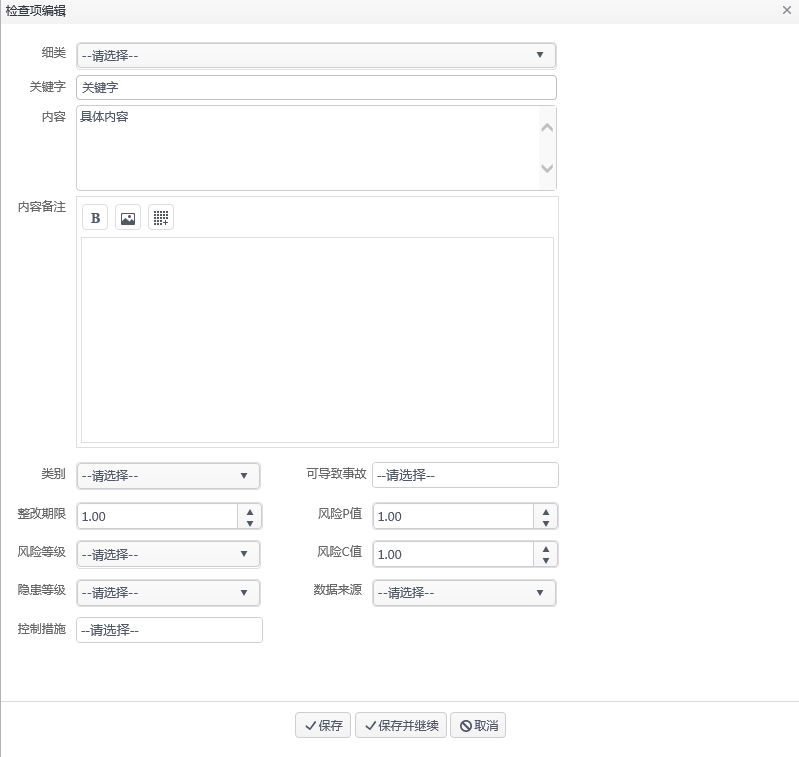 检查项编辑
细类 --请选择--
关键字 关键字
内容 具体内容
内容备注 B
类别 --请选择-- 可导致事故 --请选择--
整改期限 1.00 风险P值 1.00
风险等级 --请选择-- 风险C值 1.00
隐患等级 --请选择-- 数据来源 --请选择--
控制措施 --请选择--
保存 保存并继续 取消